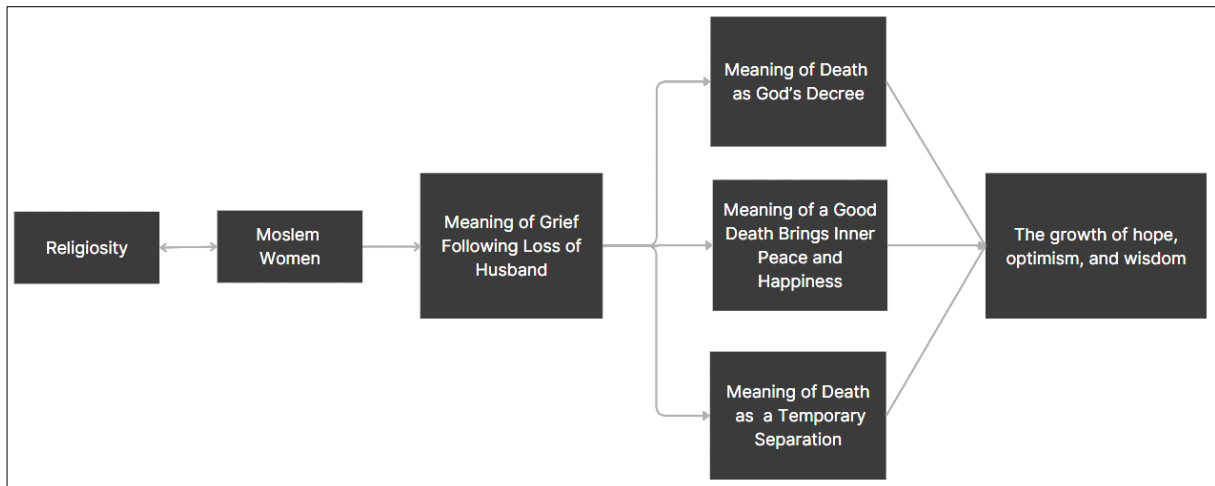 Religiosity
Moslem
Women
Meaning of Grief
Following Loss of
Husband
Meaning of Death
as God's Decree
Meaning of a Good
Death Brings Inner
Peace and
Happiness
Meaning of Death
as a Temporary
Separation
The growth of hope,
optimism, and wisdom